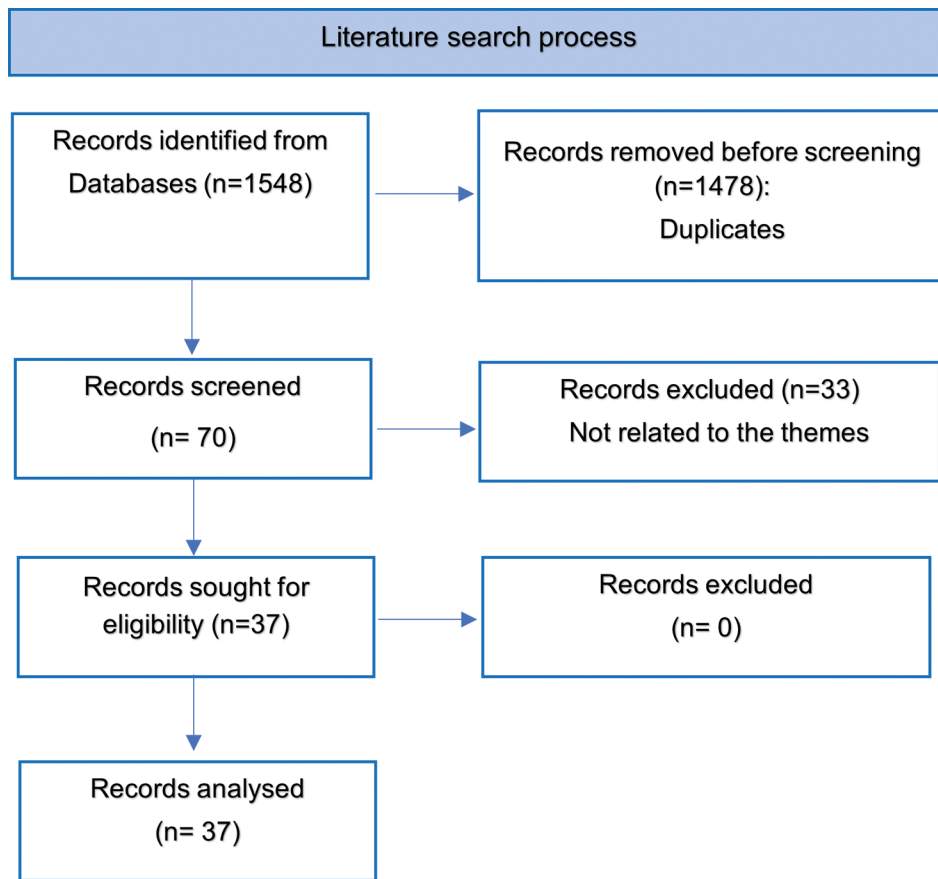 Literature search process
Records identified from
Databases (n=1548)
Records removed before screening
(n=1478):
Duplicates
Records screened
(n= 70)
Records excluded (n=33)
Not related to the themes
Records sought for
eligibility (n=37)
Records excluded
(n= 0)
Records analysed
(n= 37)